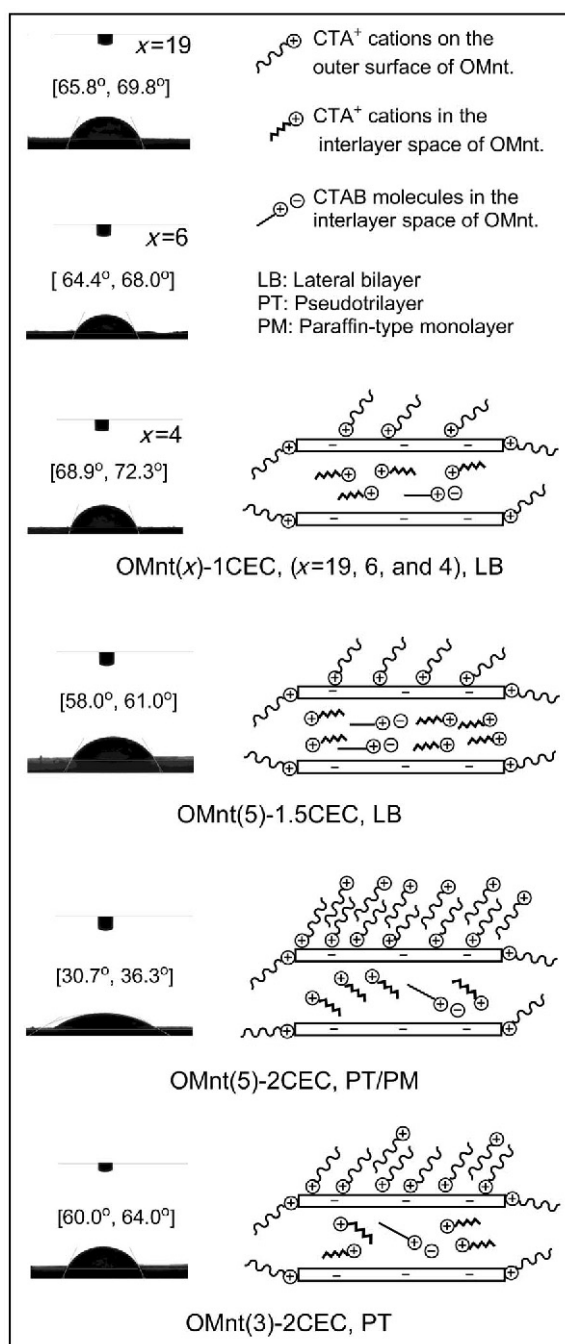 x=19
[65.8°, 69.8°]
CTA⁺ cations on the
outer surface of OMnt.
CTA⁺ cations in the
interlayer space of OMnt.
x=6
[ 64.4°, 68.0°]
CTAB molecules in the
interlayer space of OMnt.
LB: Lateral bilayer
PT: Pseudotrilayer
PM: Paraffin-type monolayer
x=4
[68.9°, 72.3°]
OMnt(x)-1CEC, (x=19, 6, and 4), LB
[58.0°, 61.0°]
OMnt(5)-1.5CEC, LB
[30.7°, 36.3°]
OMnt(5)-2CEC, PT/PM
[60.0°, 64.0°]
OMnt(3)-2CEC, PT